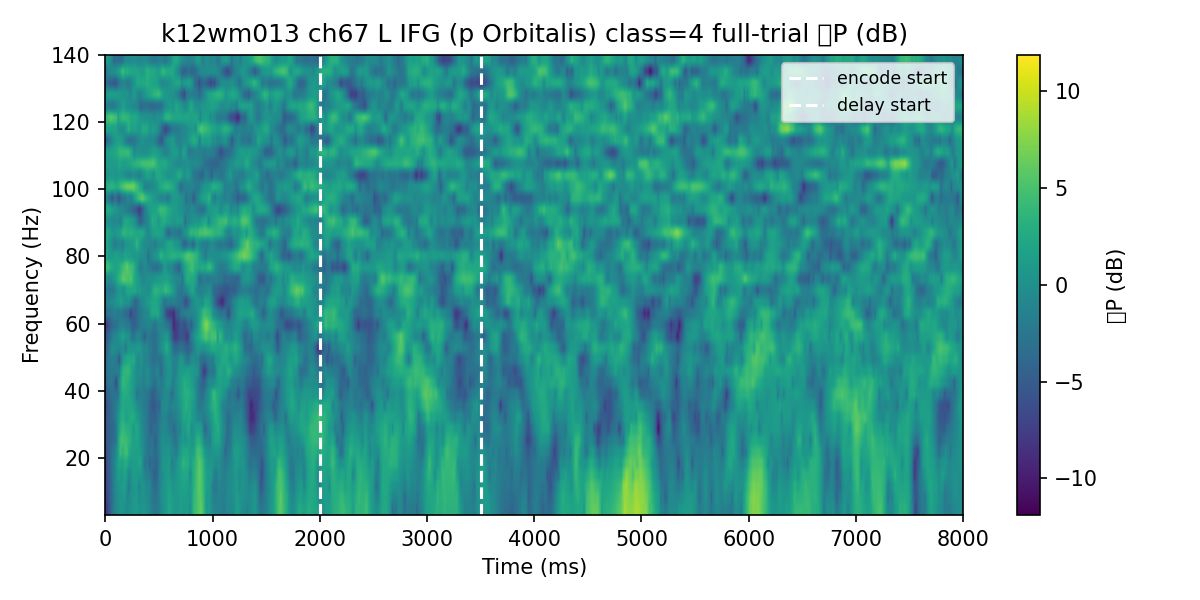 k12wm013 ch67 L IFG (p Orbitalis) class=4 full-trial ▯P (dB)
encode start
delay start
140
120
100
80
60
40
20
Frequency (Hz)
0 1000 2000 3000 4000 5000 6000 7000 8000
Time (ms)
10
5
0
−5
−10
▯P (dB)